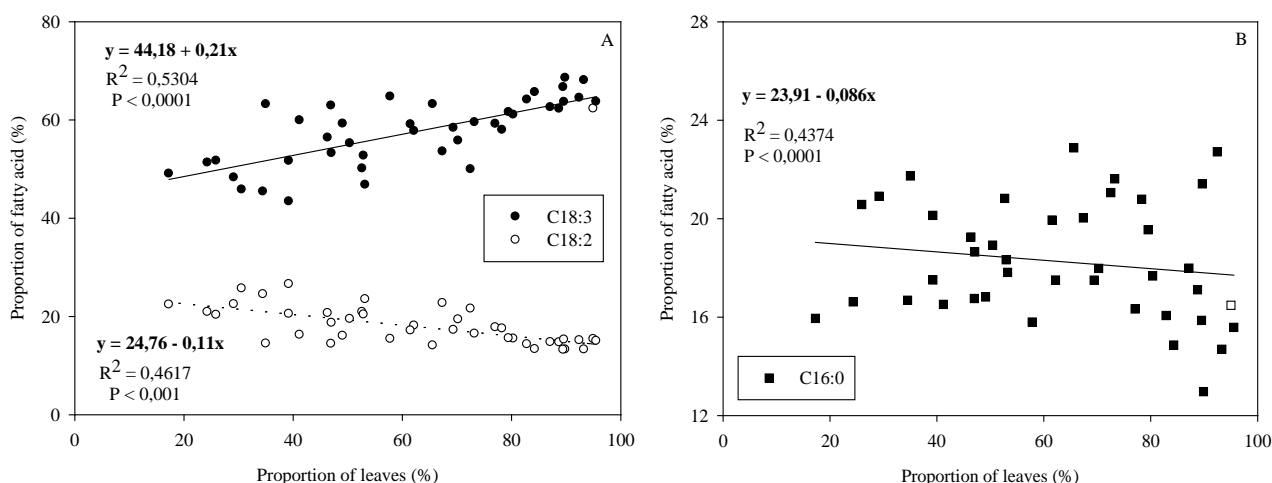 80
60
40
20
0
0
20
40
60
80
100
Proportion of fatty acid (%)
Proportion of leaves (%)
A
y = 44,18 + 0,21x
R2 = 0,5304
P < 0,0001
C18:3
C18:2
y = 24,76 - 0,11x
R2 = 0,4617
P < 0,001
28
24
20
16
12
0
20
40
60
80
100
Proportion of fatty acid (%)
Proportion of leaves (%)
B
y = 23,91 - 0,086x
R2 = 0,4374
P < 0,0001
C16:0